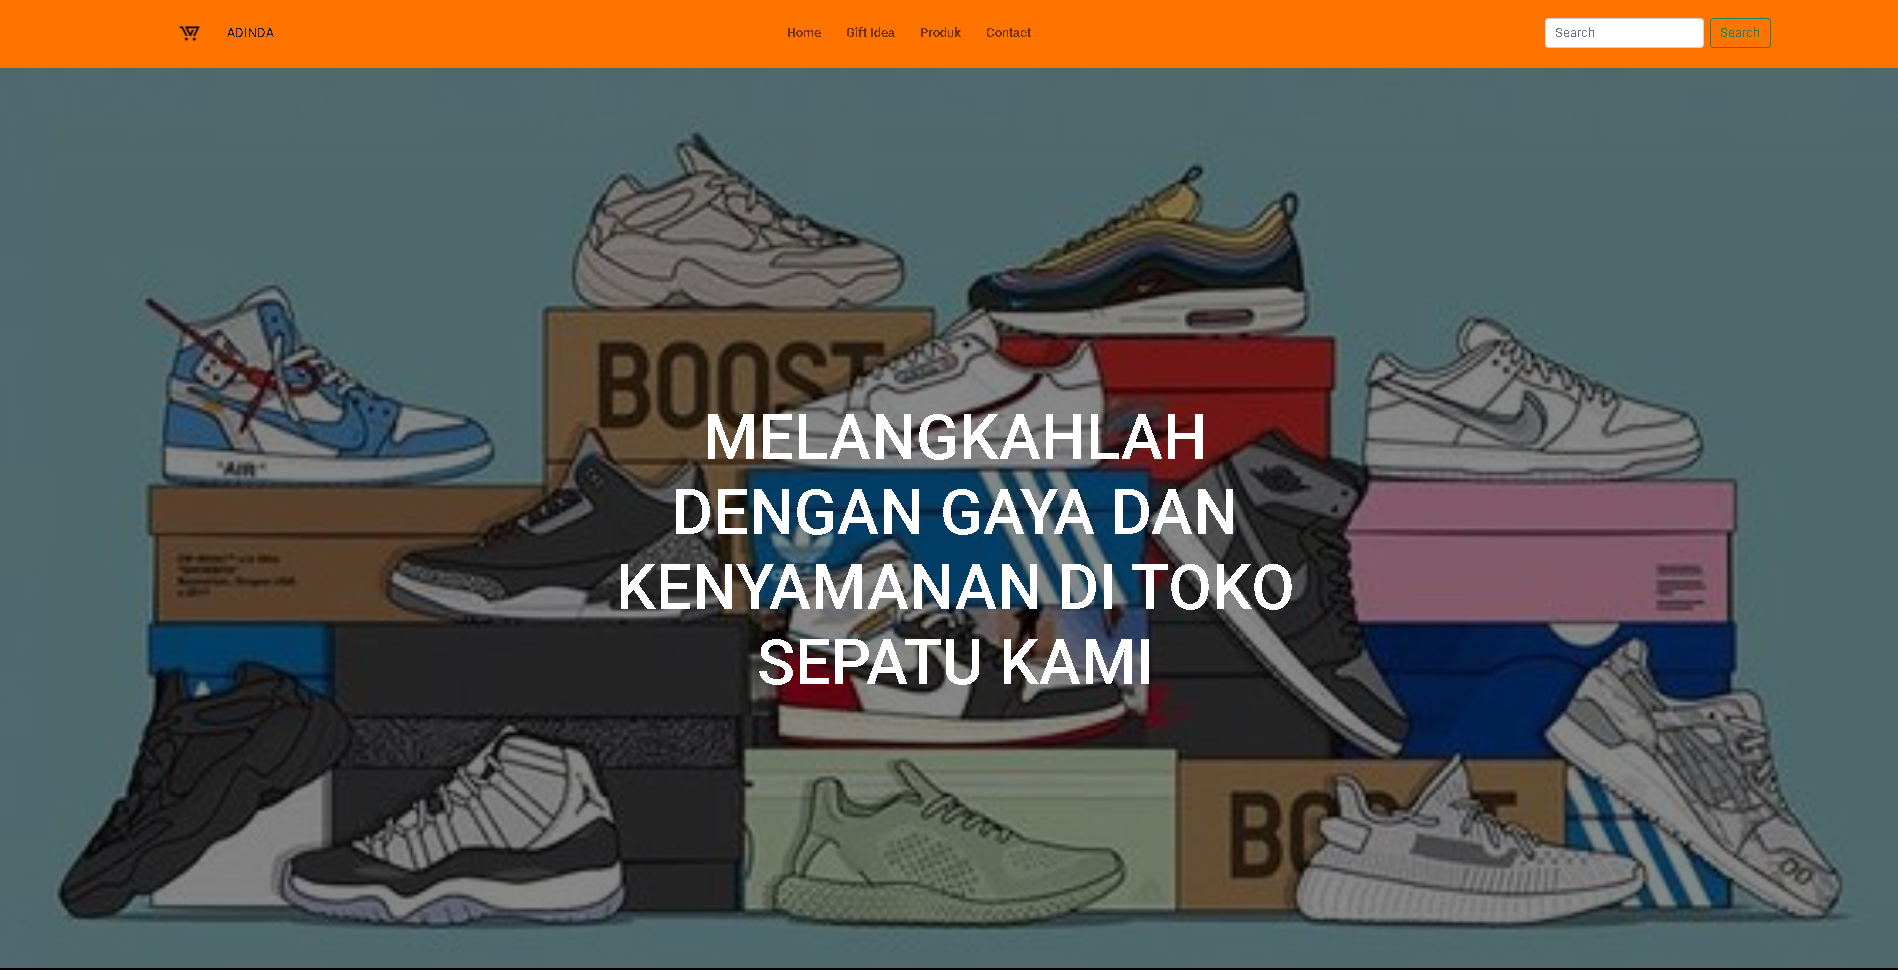 ADINDA
Home Gift Idea Produk Contact
Search Search
BOOST
MELANGKAHLAH
DENGAN GAYA DAN
KENYAMANAN DI TOKO
SEPATU KAMI
"AIR"